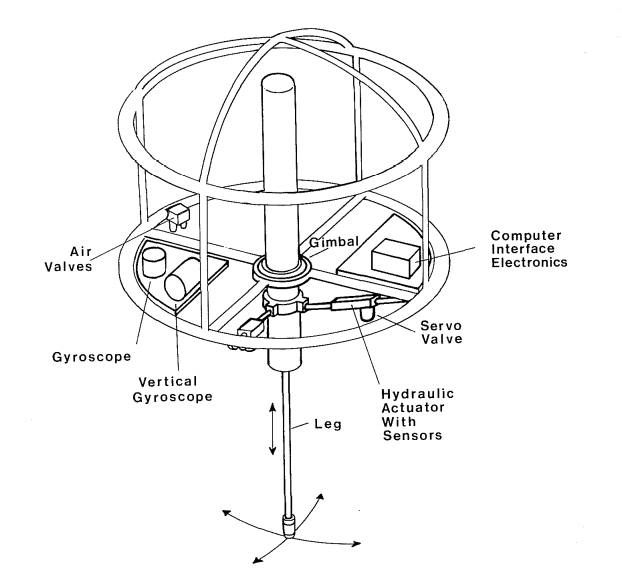 Air
Valves
Gimbal
Computer
Interface
Electronics
Servo
Valve
Gyroscope
Vertical
Gyroscope
Hydraulic
Actuator
With
Sensors
Leg